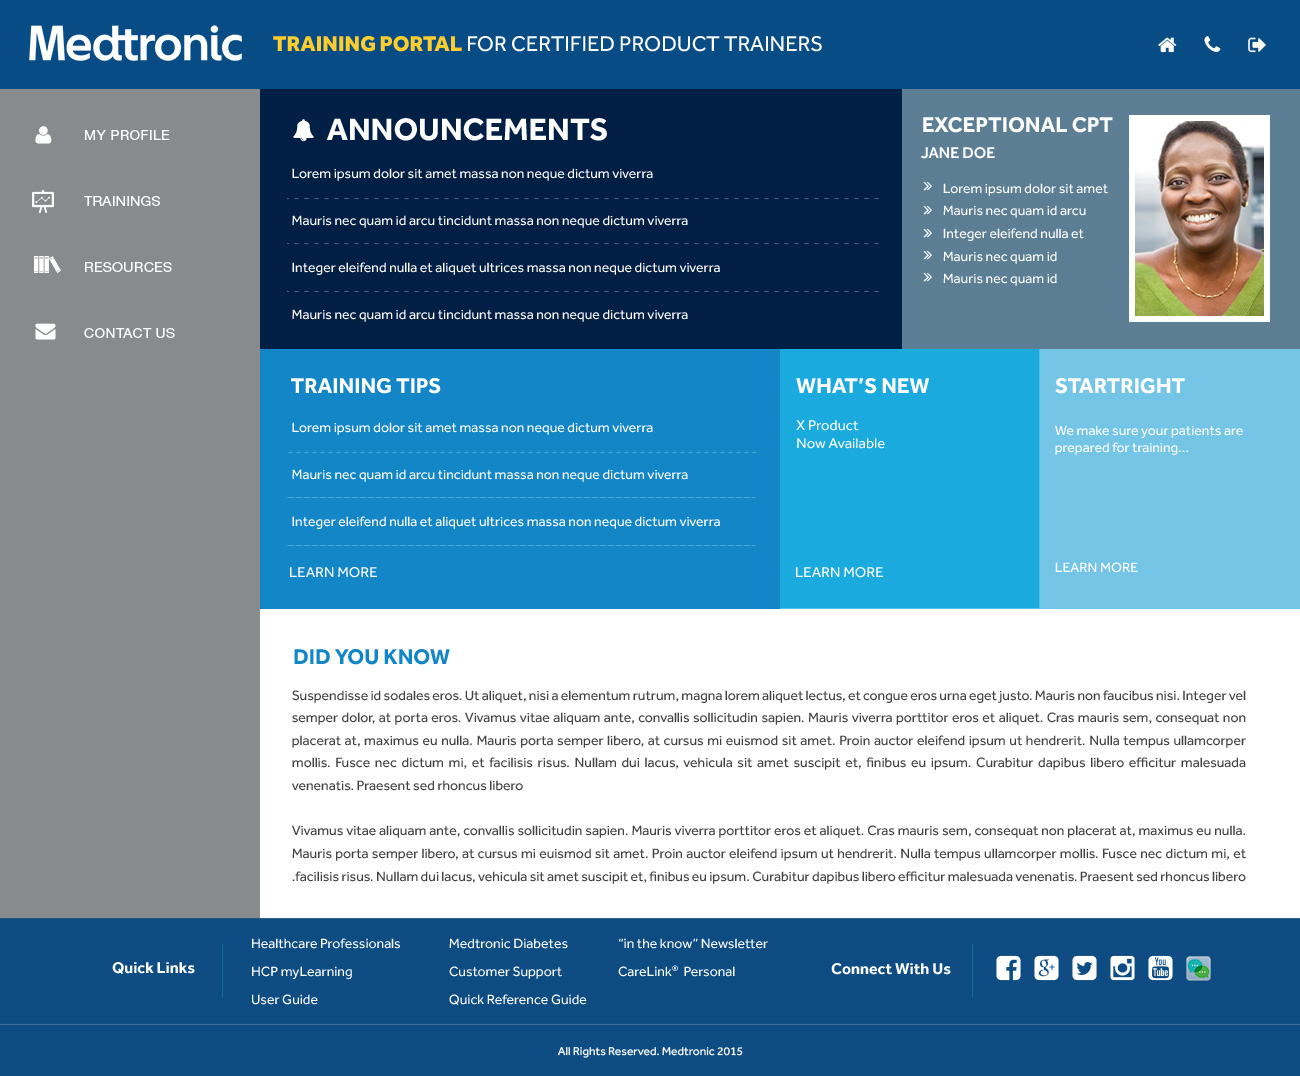 Medtronic
TRAINING PORTAL FOR CERTIFIED PRODUCT TRAINERS
MY PROFILE
TRAININGS
RESOURCES
CONTACT US
ANNOUNCEMENTS
Lorem ipsum dolor sit amet massa non neque dictum viverra
Mauris nec quam id arcu tincidunt massa non neque dictum viverra
Integer eleifend nulla et aliquet ultrices massa non neque dictum viverra
Mauris nec quam id arcu tincidunt massa non neque dictum viverra
EXCEPTIONAL CPT
JANE DOE
Lorem ipsum dolor sit amet
Mauris nec quam id arcu
Integer eleifend nulla et
Mauris nec quam id
Mauris nec quam id
TRAINING TIPS
Lorem ipsum dolor sit amet massa non neque dictum viverra
Mauris nec quam id arcu tincidunt massa non neque dictum viverra
Integer eleifend nulla et aliquet ultrices massa non neque dictum viverra
LEARN MORE
WHAT'S NEW
X Product
Now Available
LEARN MORE
STARTRIGHT
We make sure your patients are
prepared for training...
LEARN MORE
DID YOU KNOW
Suspendisse id sodales eros. Ut aliquet, nisi a elementum rutrum, magna lorem aliquet lectus, et congue eros urna eget justo. Mauris non faucibus nisi. Integer vel
semper dolor, at porta eros. Vivamus vitae aliquam ante, convallis sollicitudin sapien. Mauris viverra porttitor eros et aliquet. Cras mauris sem, consequat non
placerat at, maximus eu nulla. Mauris porta semper libero, at cursus mi euismod sit amet. Proin auctor eleifend ipsum ut hendrerit. Nulla tempus ullamcorper
mollis. Fusce nec dictum mi, et facilisis risus. Nullam dui lacus, vehicula sit amet suscipit et, finibus eu ipsum. Curabitur dapibus libero efficitur malesuada
venenatis. Praesent sed rhoncus libero
Vivamus vitae aliquam ante, convallis sollicitudin sapien. Mauris viverra porttitor eros et aliquet. Cras mauris sem, consequat non placerat at, maximus eu nulla.
Mauris porta semper libero, at cursus mi euismod sit amet. Proin auctor eleifend ipsum ut hendrerit. Nulla tempus ullamcorper mollis. Fusce nec dictum mi, et
.facilisis risus. Nullam dui lacus, vehicula sit amet suscipit et, finibus eu ipsum. Curabitur dapibus libero efficitur malesuada venenatis. Praesent sed rhoncus libero
Quick Links
Healthcare Professionals
HCP myLearning
User Guide
Medtronic Diabetes
Customer Support
Quick Reference Guide
"in the know" Newsletter
CareLink® Personal
Connect With Us
You
Tube
All Rights Reserved. Medtronic 2015